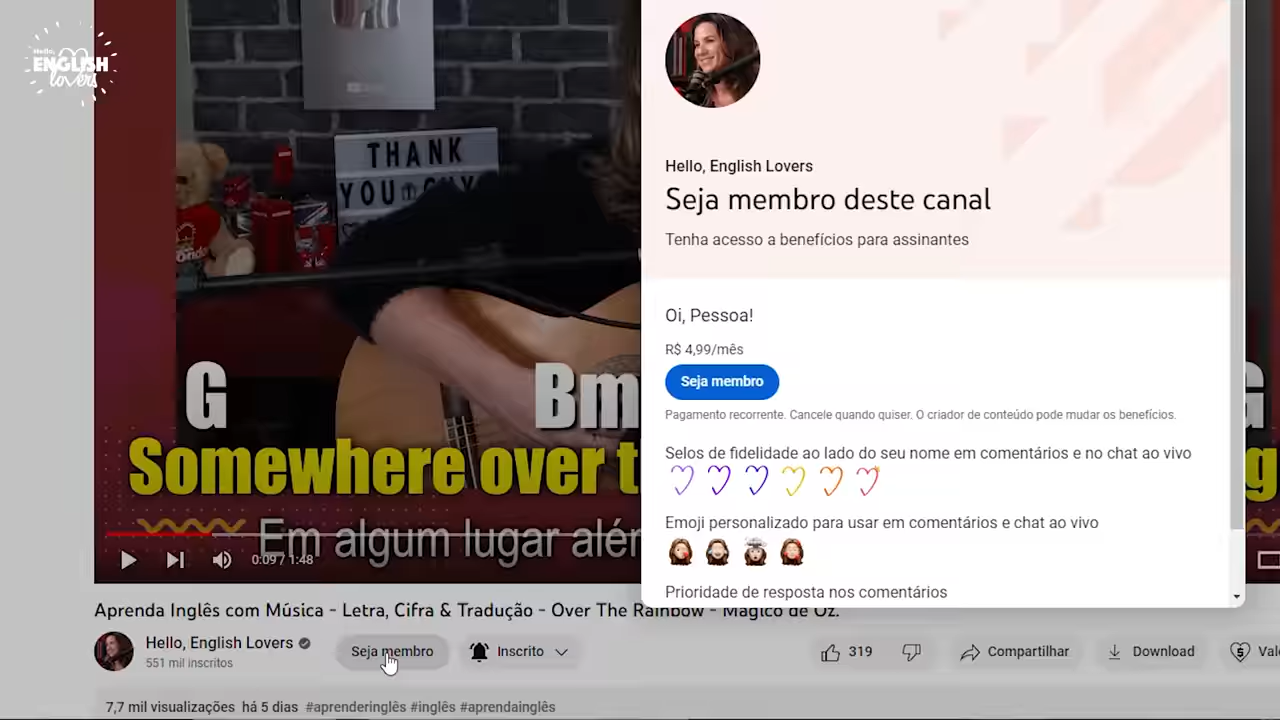 Hello,
ENGLISH
lovers
THANK
YOU
G
Bm
Somewhere over t
Em algum lugar alé
0:09 / 1:48
Hello, English Lovers
Seja membro deste canal
Tenha acesso a benefícios para assinantes
Oi, Pessoa!
R$ 4,99/mês
Seja membro
Pagamento recorrente. Cancele quando quiser. O criador de conteúdo pode mudar os benefícios.
Selos de fidelidade ao lado do seu nome em comentários e no chat ao vivo
Emoji personalizado para usar em comentários e chat ao vivo
Prioridade de resposta nos comentários
G
g
Aprenda Inglês com Música - Letra, Cifra & Tradução - Over The Rainbow - Mágico de Oz.
Hello, English Lovers
551 mil inscritos
Seja membro
Inscrito
319
Compartilhar
Download
Val
7,7 mil visualizações há 5 dias #aprenderinglês #inglês #aprendainglês